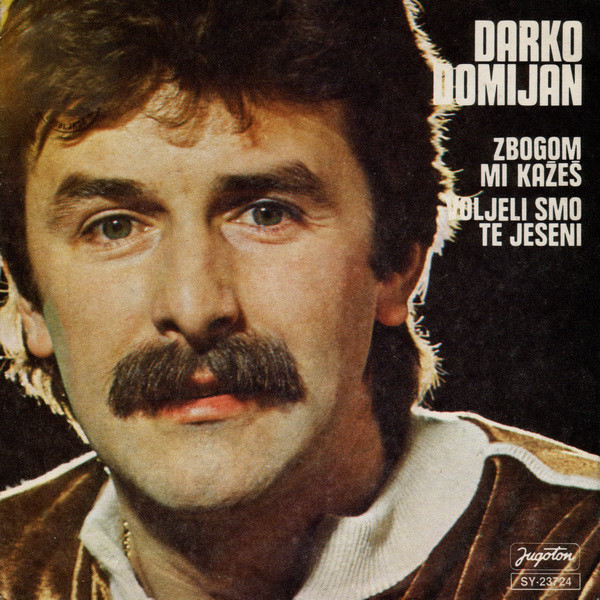 DARKO
DOMIJAN
ZBOGOM
MI KAŽEŠ
VOLJELI SMO
TE JESENI
Jugoton
SY-23724